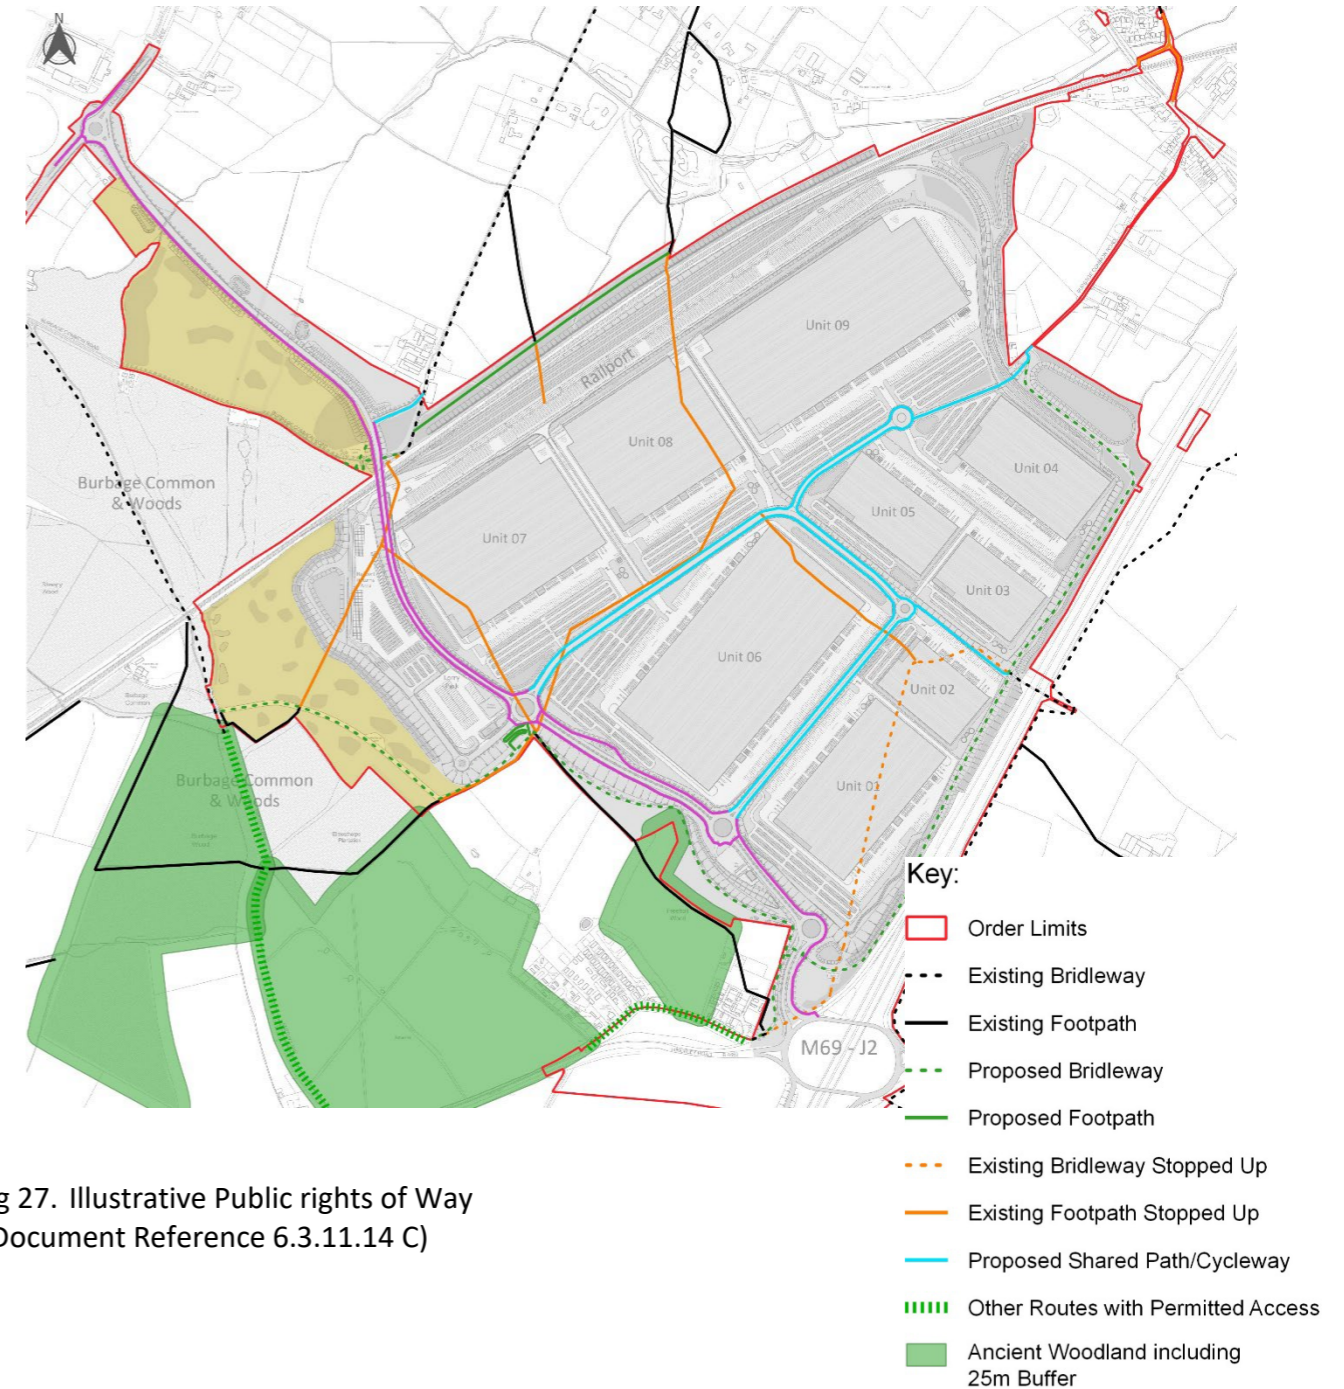 N
Unit 09
Railport
Unit 08
Unit 04
Burbage Common
& Woods
Unit 05
Unit 07
Unit 03
Unit 06
Lorry
Park
Unit 02
Burbage Common
& Woods
Unit 01
M69 - J2
Key:
Order Limits
Existing Bridleway
Existing Footpath
Proposed Bridleway
Proposed Footpath
Existing Bridleway Stopped Up
Existing Footpath Stopped Up
Proposed Shared Path/Cycleway
Other Routes with Permitted Access
Ancient Woodland including
25m Buffer
g 27. Illustrative Public rights of Way
Document Reference 6.3.11.14 C)